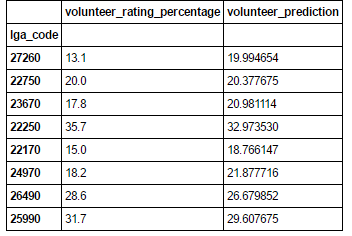 volunteer_rating_percentage volunteer_prediction
lga_code
27260 13.1 19.994654
22750 20.0 20.377675
23670 17.8 20.981114
22250 35.7 32.973530
22170 15.0 18.766147
24970 18.2 21.877716
26490 28.6 26.679852
25990 31.7 29.607675